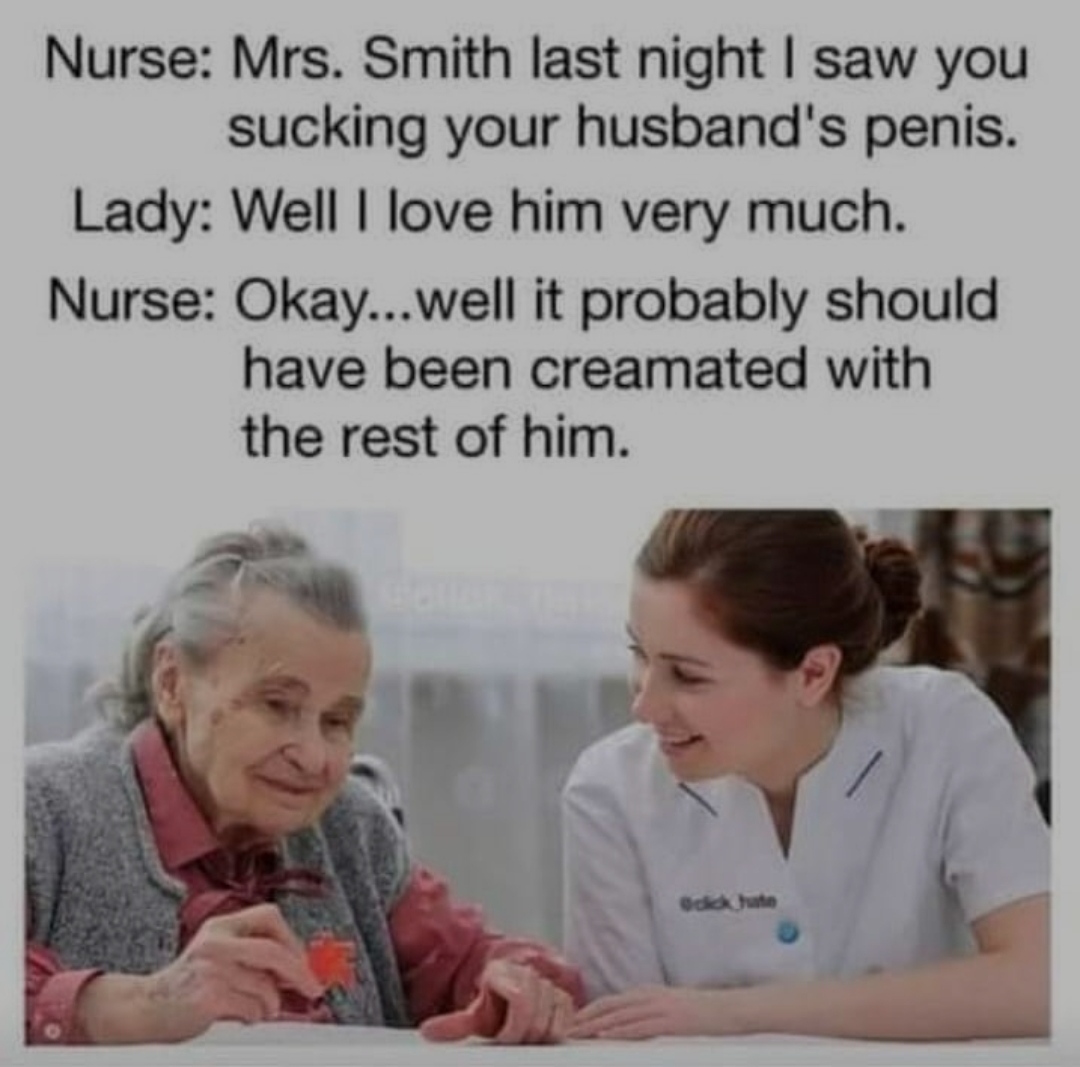 Nurse: Mrs. Smith last night I saw you
sucking your husband's penis.
Lady: Well I love him very much.
Nurse: Okay...well it probably should
have been creamated with
the rest of him.
@click_hate